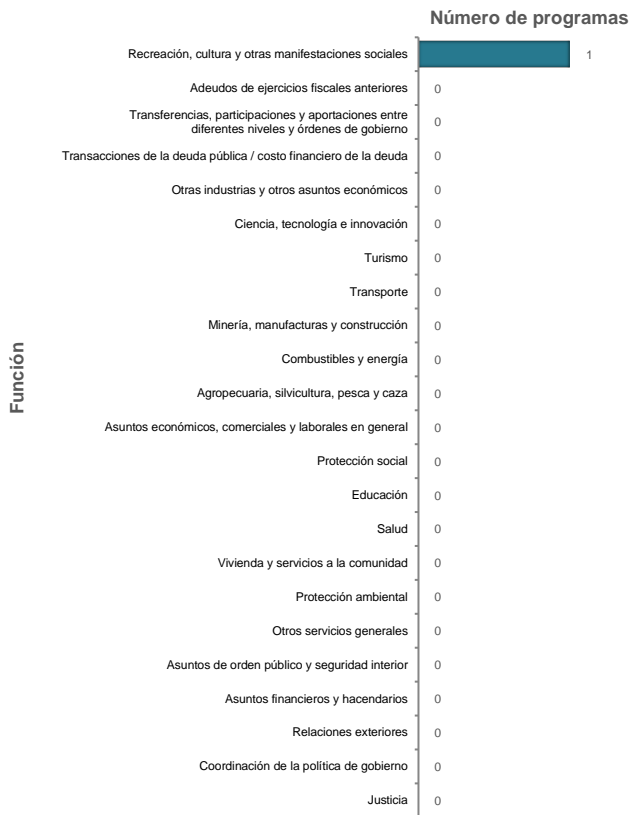 Número de programas
Recreación, cultura y otras manifestaciones sociales 1
Adeudos de ejercicios fiscales anteriores 0
Transferencias, participaciones y aportaciones entre
diferentes niveles y órdenes de gobierno 0
Transacciones de la deuda pública / costo financiero de la deuda 0
Otras industrias y otros asuntos económicos 0
Ciencia, tecnología e innovación 0
Turismo 0
Transporte 0
Minería, manufacturas y construcción 0
Combustibles y energía 0
Agropecuaria, silvicultura, pesca y caza 0
Asuntos económicos, comerciales y laborales en general 0
Protección social 0
Educación 0
Salud 0
Vivienda y servicios a la comunidad 0
Protección ambiental 0
Otros servicios generales 0
Asuntos de orden público y seguridad interior 0
Asuntos financieros y hacendarios 0
Relaciones exteriores 0
Coordinación de la política de gobierno 0
Justicia 0
Función